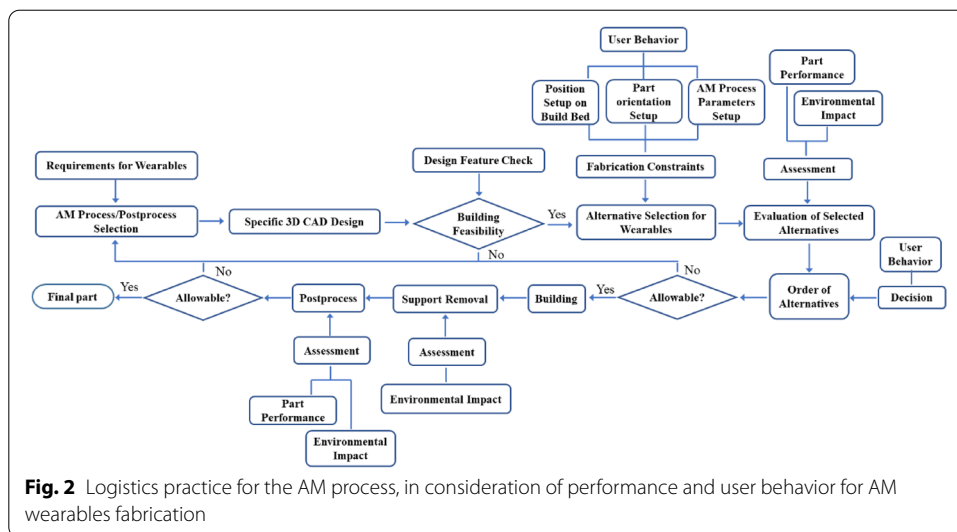 User Behavior
Part
Performance
Position
Setup on
Build Bed
Part
orientation
Setup
AM Process
Parameters
Setup
Environmental
Impact
Requirements for Wearables
Design Feature Check
Fabrication Constraints
Assessment
AM Process/Postprocess
Selection
Specific 3D CAD Design
Building
Feasibility
Yes
Alternative Selection for
Wearables
Evaluation of Selected
Alternatives
No
No
No
User
Behavior
Final part
Yes
Allowable?
Postprocess
Support Removal
Building
Yes
Allowable?
Order of
Alternatives
Decision
Assessment
Assessment
Part
Performance
Environmental Impact
Environmental
Impact
Fig. 2 Logistics practice for the AM process, in consideration of performance and user behavior for AM
wearables fabrication